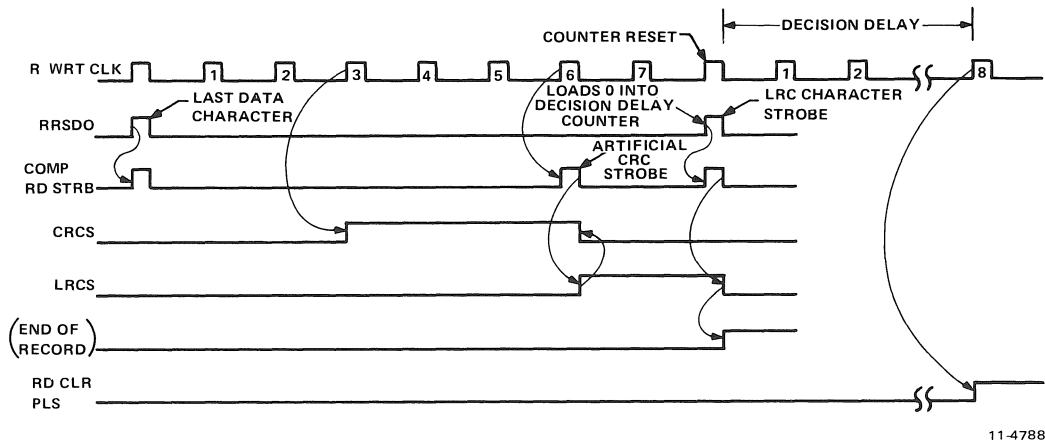 DECISION DELAY
COUNTER RESET
R WRT CLK
1
2
3
4
5
6
7
1
2
8
LAST DATA
CHARACTER
LOADS 0 INTO
DECISION DELAY
COUNTER
LRC CHARACTER
STROBE
RRSDO
ARTIFICIAL
CRC
STROBE
COMP
RD STRB
CRCS
LRCS
(END OF
RECORD)
RD CLR
PLS
11-4788